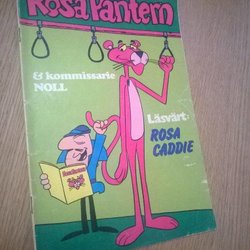 Rosa Pantern
& kommissarie
NOLL
Läsvärt:
ROSA
CADDIE